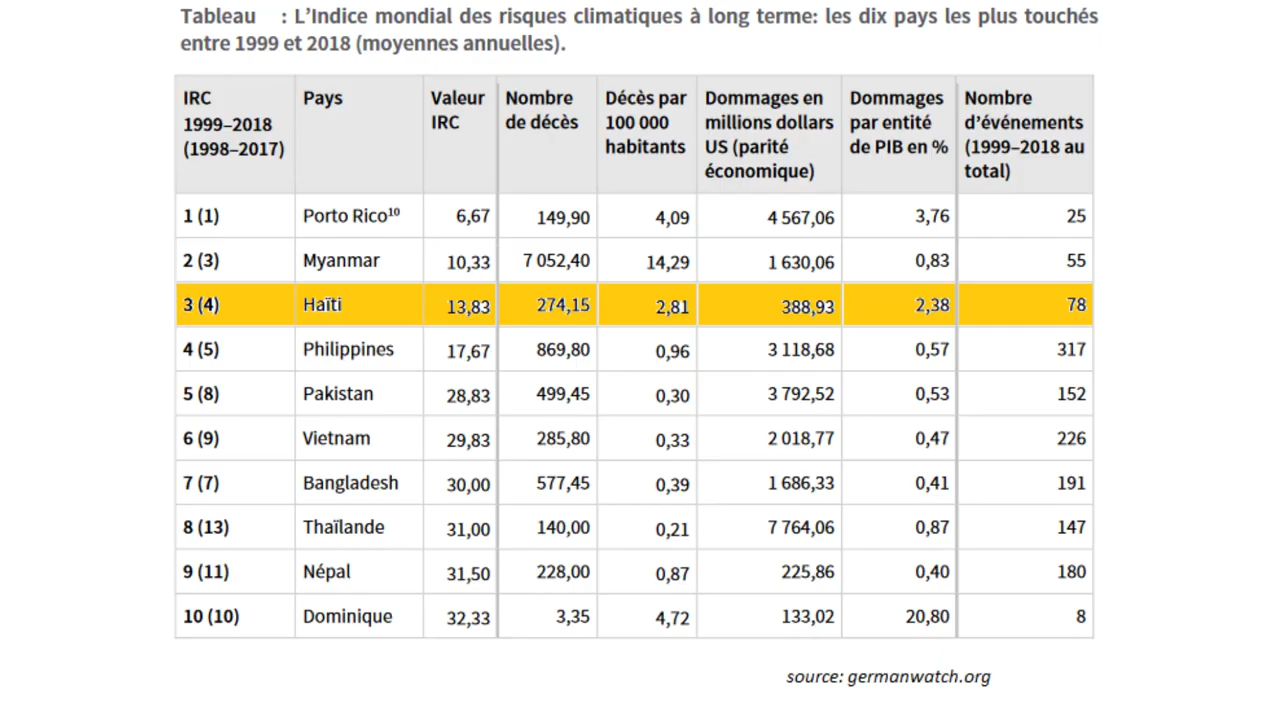 Tableau : L’Indice mondial des risques climatiques à long terme: les dix pays les plus touchés
entre 1999 et 2018 (moyennes annuelles).
IRC 1999–2018 (1998–2017) Pays Valeur IRC Nombre de décès Décès par 100 000 habitants Dommages en millions dollars US (parité économique) Dommages par entité de PIB en % Nombre d’événements (1999–2018 au total)
1 (1) Porto Rico¹⁰ 6,67 149,90 4,09 4 567,06 3,76 25
2 (3) Myanmar 10,33 7 052,40 14,29 1 630,06 0,83 55
3 (4) Haïti 13,83 274,15 2,81 388,93 2,38 78
4 (5) Philippines 17,67 869,80 0,96 3 118,68 0,57 317
5 (8) Pakistan 28,83 499,45 0,30 3 792,52 0,53 152
6 (9) Vietnam 29,83 285,80 0,33 2 018,77 0,47 226
7 (7) Bangladesh 30,00 577,45 0,39 1 686,33 0,41 191
8 (13) Thaïlande 31,00 140,00 0,21 7 764,06 0,87 147
9 (11) Népal 31,50 228,00 0,87 225,86 0,40 180
10 (10) Dominique 32,33 3,35 4,72 133,02 20,80 8
source: germanwatch.org